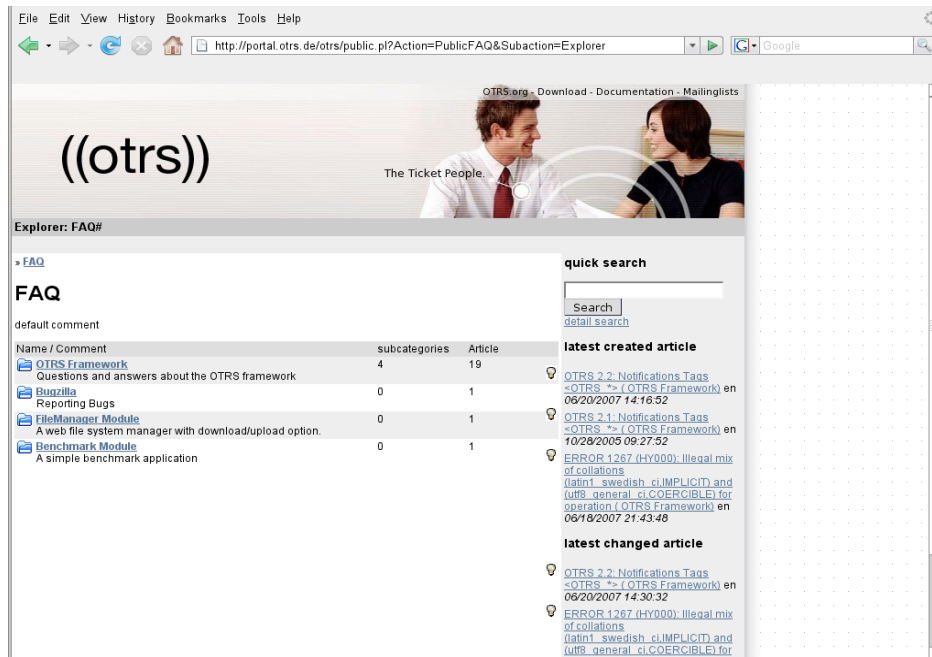 File Edit View History Bookmarks Tools Help
http://portal.otrs.de/otrs/public.pl?Action=PublicFAQ&Subaction=Explorer
G Google
OTRS.org - Download - Documentation - Mailinglists
((otrs))
The Ticket People.
Explorer: FAQ#
» FAQ
FAQ
default comment
Name / Comment subcategories Article
OTRS Framework 4 19
Questions and answers about the OTRS framework
Bugzilla 0 1
Reporting Bugs
FileManager Module 0 1
A web file system manager with download/upload option.
Benchmark Module 0 1
A simple benchmark application
quick search
Search
detail search
latest created article
OTRS 2.2: Notifications Tags
<OTRS_*> ( OTRS Framework) en
06/20/2007 14:16:52
OTRS 2.1: Notifications Tags
<OTRS_*> ( OTRS Framework) en
10/28/2005 09:27:52
ERROR 1267 (HY000): Illegal mix
of collations
(latin1_swedish_ci,IMPLICIT) and
(utf8_general_ci,COERCIBLE) for
operation ( OTRS Framework) en
06/18/2007 21:43:48
latest changed article
OTRS 2.2: Notifications Tags
<OTRS_*> ( OTRS Framework) en
06/20/2007 14:30:32
ERROR 1267 (HY000): Illegal mix
of collations
(latin1_swedish_ci,IMPLICIT) and
(utf8_general_ci,COERCIBLE) for